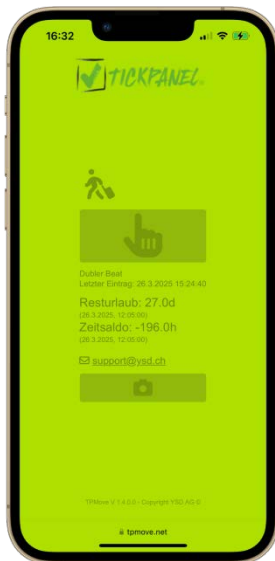 16:32
TICKPANEL
Dubler Beat
Letzter Eintrag: 26.3.2025 15:24:40
Resturlaub: 27.0d
(26.3.2025, 12:05:00)
Zeitsaldo: -196.0h
(26.3.2025, 12:05:00)
support@ysd.ch
TPMove V 1.4.0.6 - Copyright YSD AG-E
tpmove.net